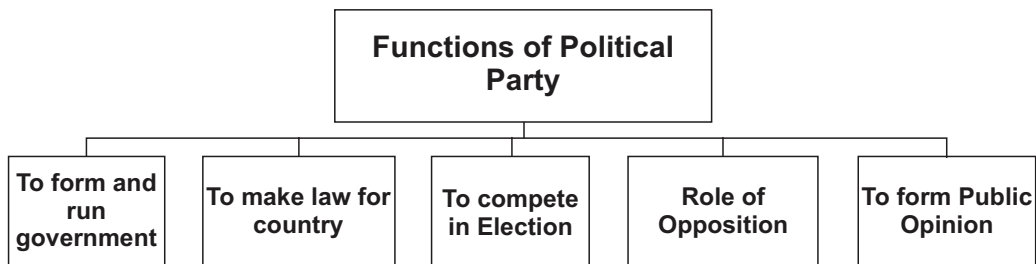 Functions of Political
Party
To form and
run
government
To make law for
country
To compete
in Election
Role of
Opposition
To form Public
Opinion